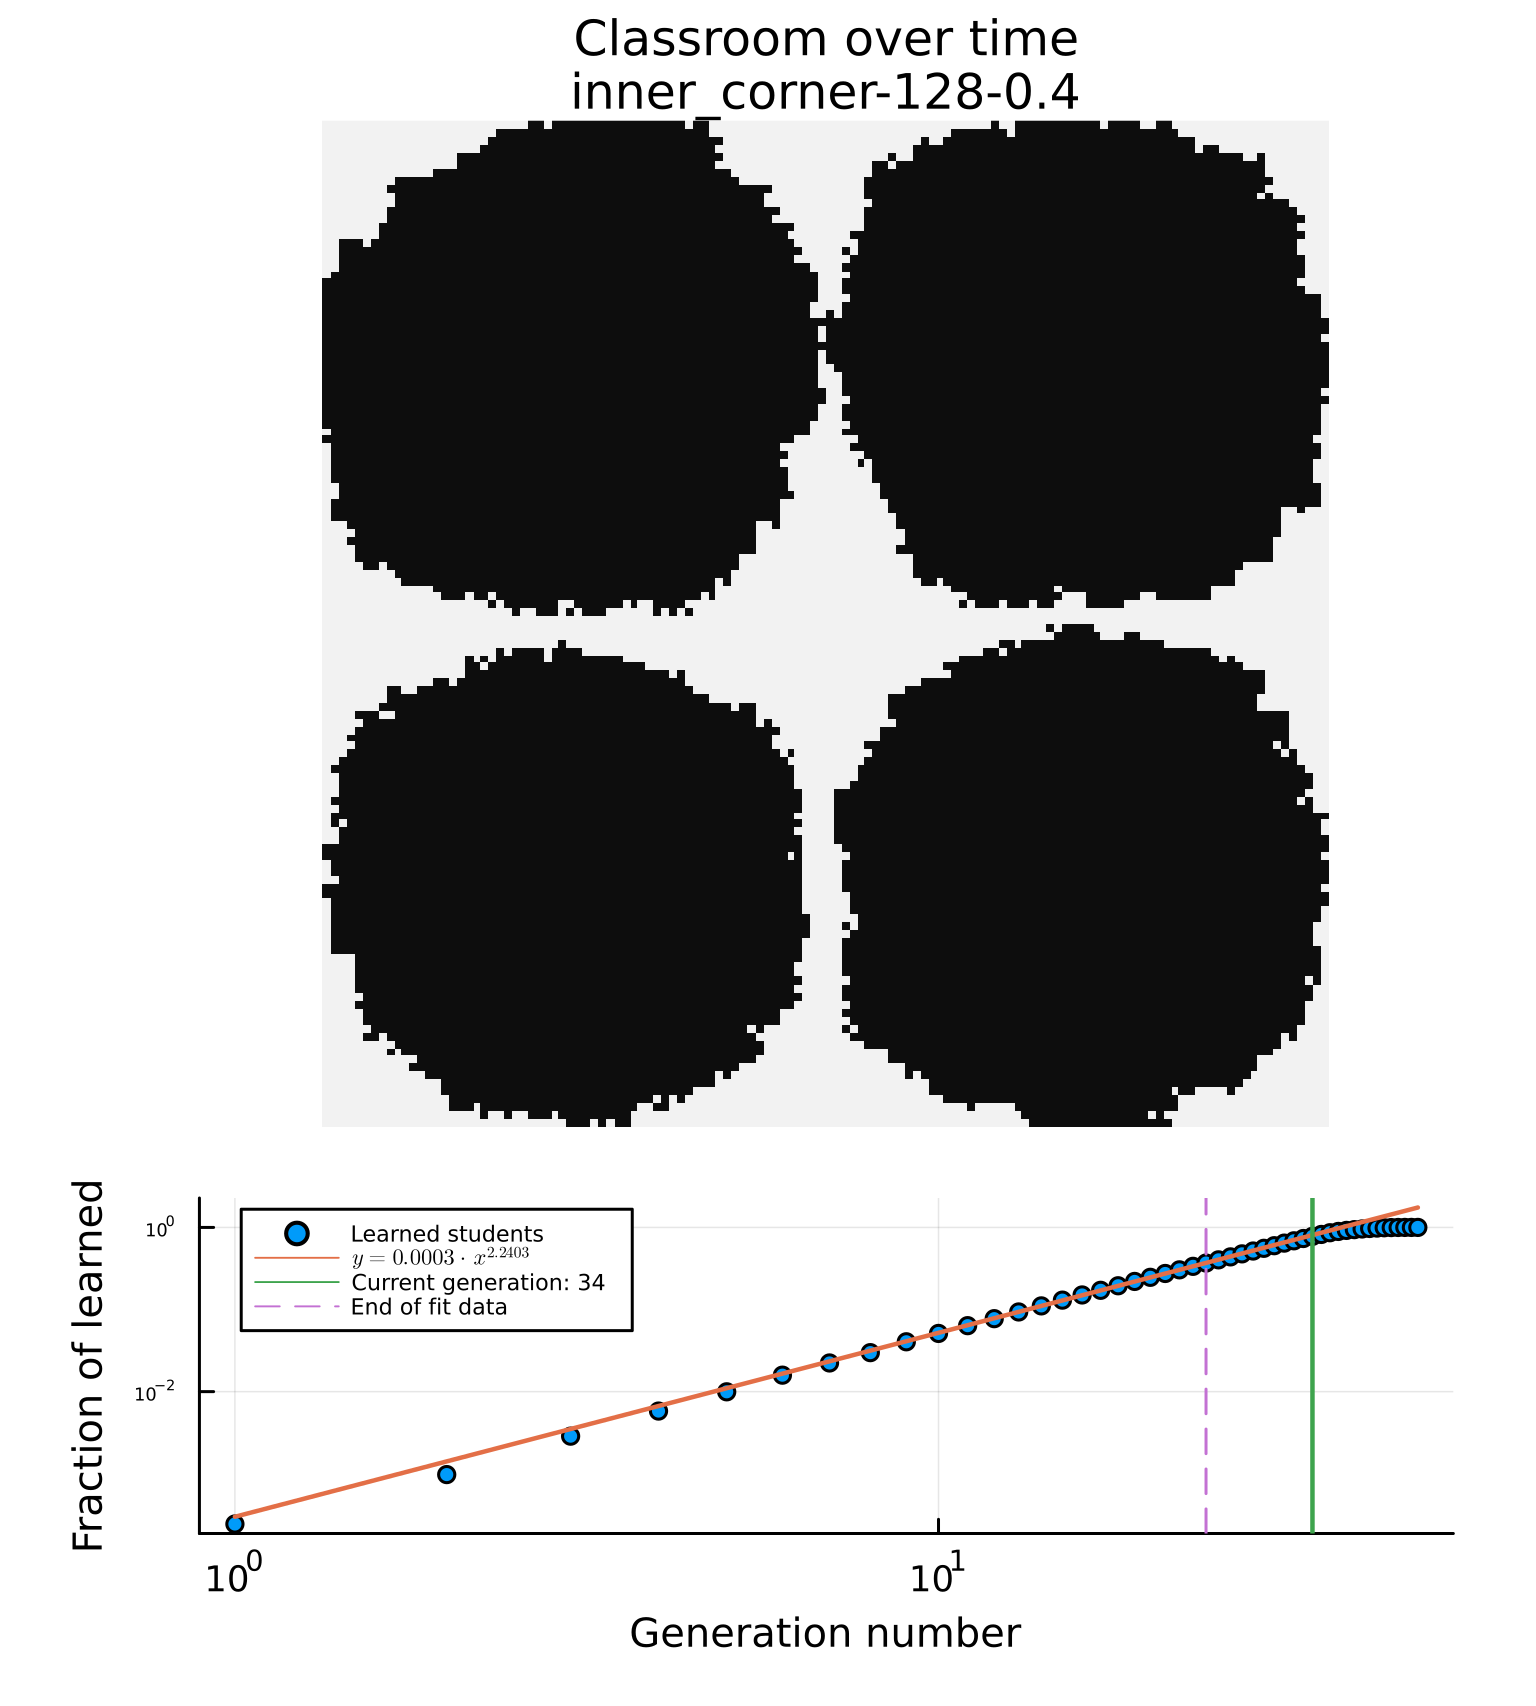 Classroom over time
inner_corner-128-0.4
Fraction of learned
10^0
10^-2
Learned students
y = 0.0003 · x^2.2403
Current generation: 34
End of fit data
10^0
10^1
Generation number